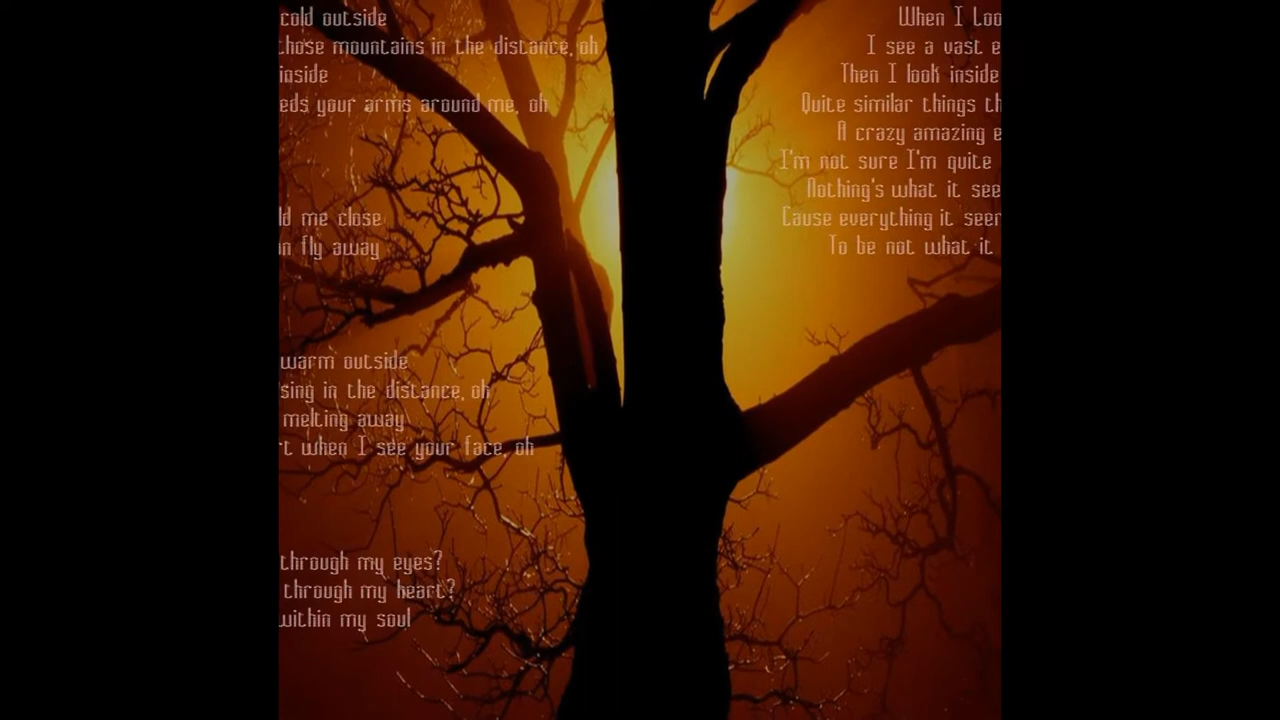 cold outside
those mountains in the distance, oh
inside
eds your arms around me, oh
ld me close
n fly away
warm outside
sing in the distance, oh
melting away
rt when I see your face, oh
through my eyes?
through my heart?
within my soul
When I Loo
I see a vast e
Then I look inside
Quite similar things th
A crazy amazing e
I'm not sure I'm quite
Nothing's what it see
Cause everything it seem
To be not what it